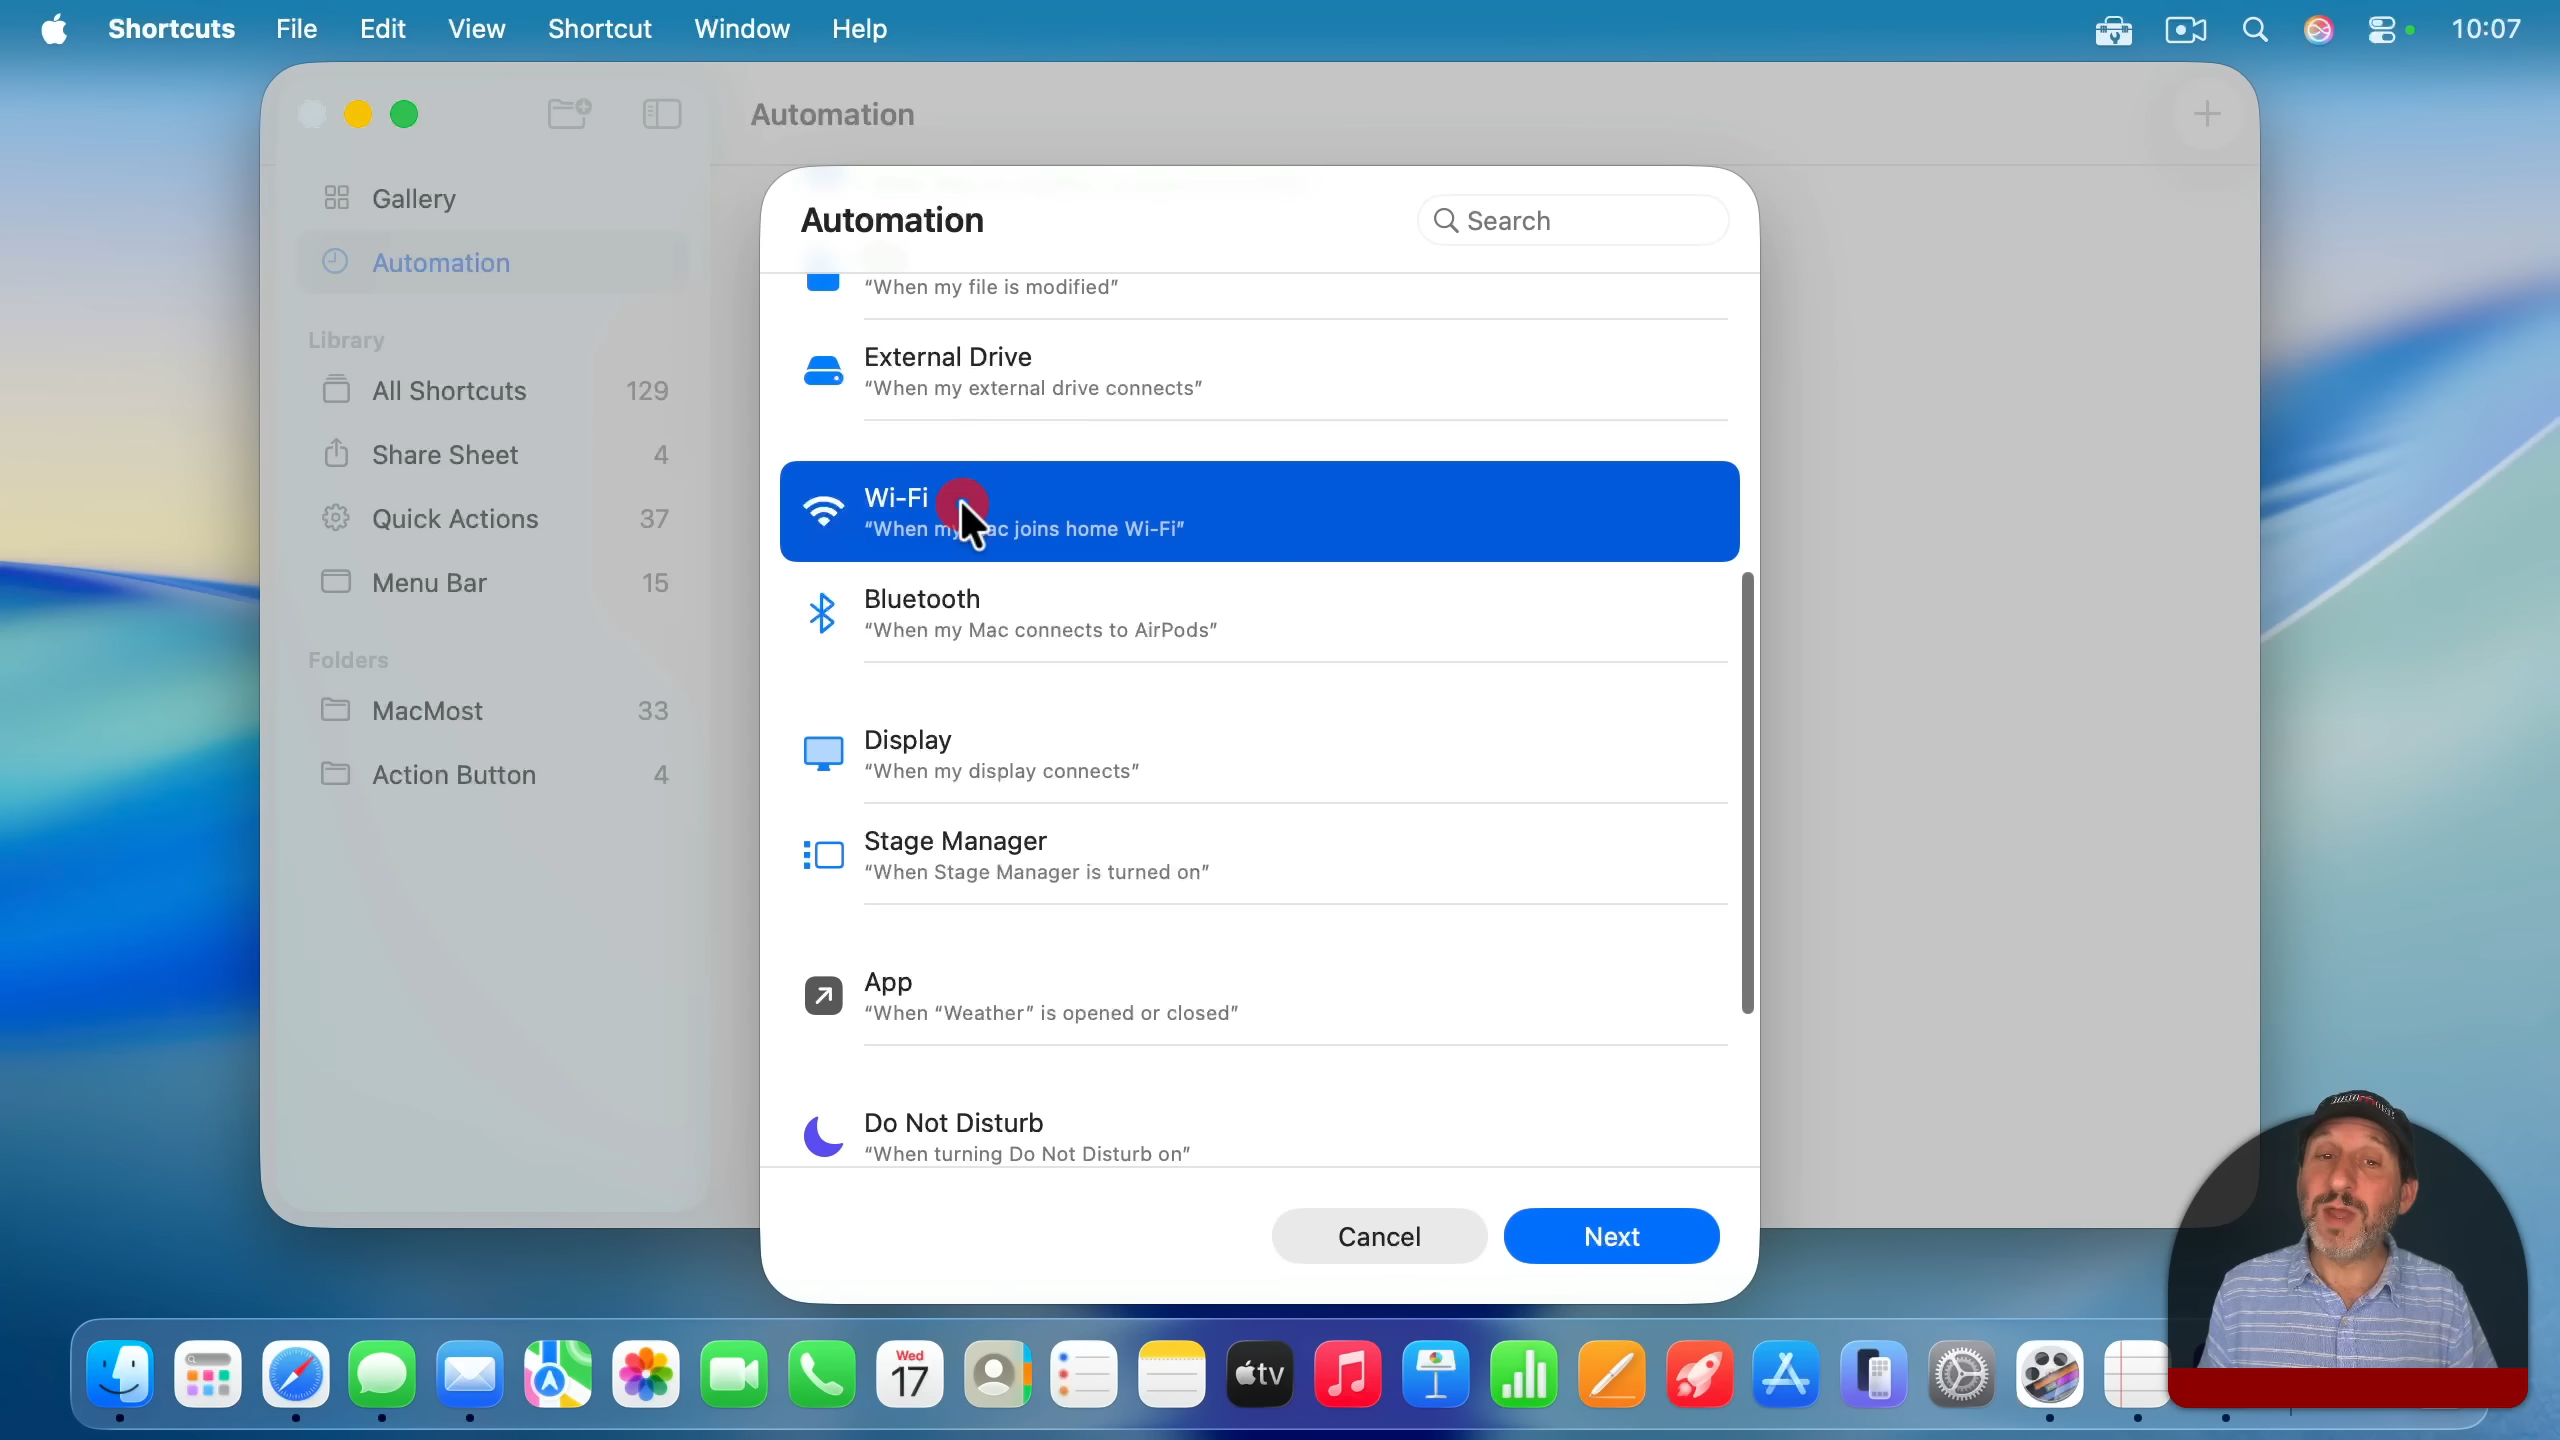 Shortcuts File Edit View Shortcut Window Help 10:07
Automation
Gallery
Automation
Library
All Shortcuts 129
Share Sheet 4
Quick Actions 37
Menu Bar 15
Folders
MacMost 33
Action Button 4
Automation
Search
“When my file is modified”
External Drive
“When my external drive connects”
Wi-Fi
“When my joins home Wi-Fi”
Bluetooth
“When my Mac connects to AirPods”
Display
“When my display connects”
Stage Manager
“When Stage Manager is turned on”
App
“When “Weather” is opened or closed”
Do Not Disturb
“When turning Do Not Disturb on”
Cancel
Next
Wed
17
tv